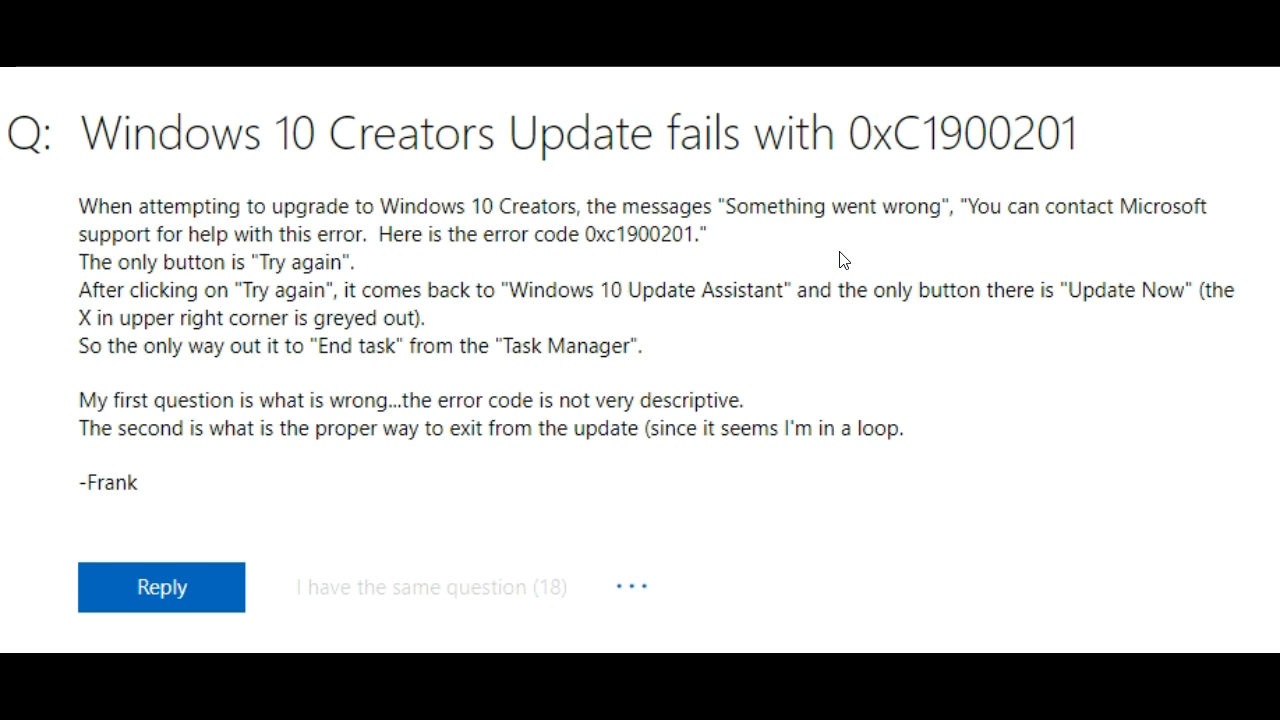 Q: Windows 10 Creators Update fails with 0xC1900201
When attempting to upgrade to Windows 10 Creators, the messages "Something went wrong", "You can contact Microsoft
support for help with this error.  Here is the error code 0xc1900201."
The only button is "Try again".
After clicking on "Try again", it comes back to "Windows 10 Update Assistant" and the only button there is "Update Now" (the
X in upper right corner is greyed out).
So the only way out it to "End task" from the "Task Manager".
My first question is what is wrong...the error code is not very descriptive.
The second is what is the proper way to exit from the update (since it seems I'm in a loop.
-Frank
Reply I have the same question (18) ...